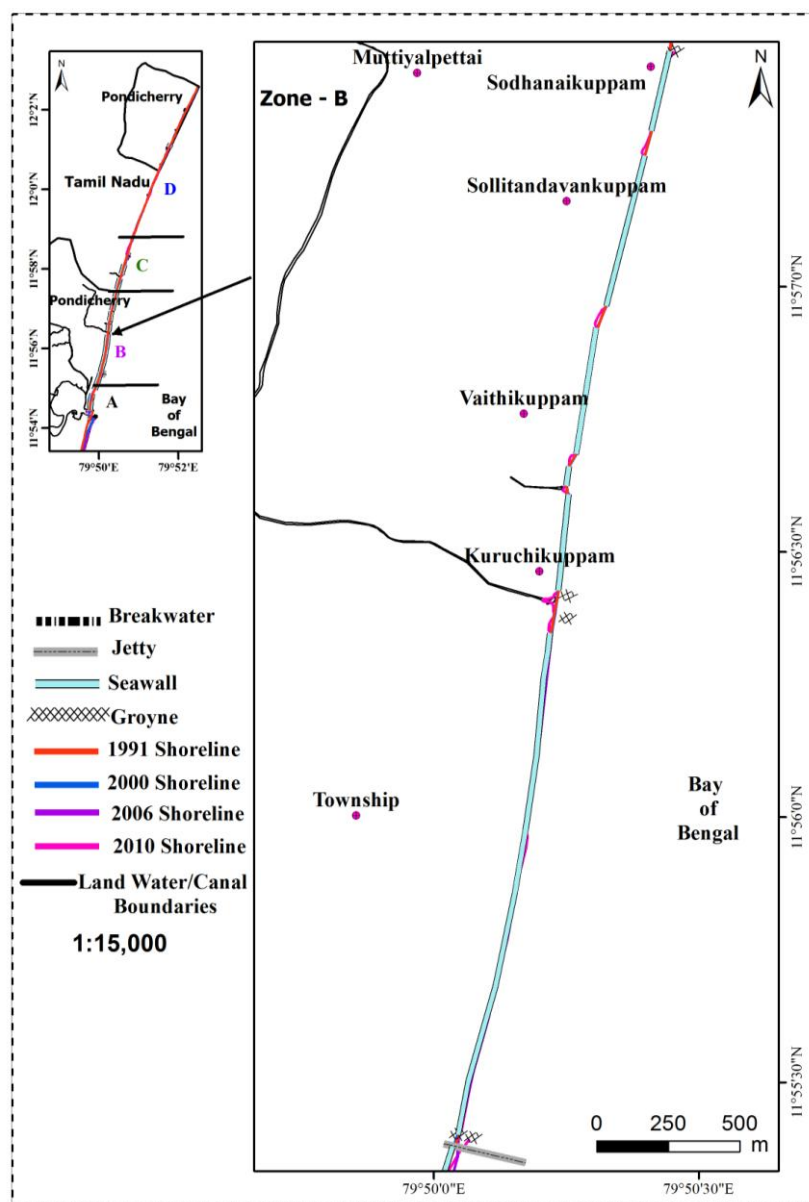 N
Pondicherry
Tamil Nadu
D
C
Pondicherry
B
A
Bay
of
Bengal
12°2'N
12°0'N
11°58'N
11°56'N
11°54'N
79°50'E
79°52'E
Breakwater
Jetty
Seawall
Groyne
1991 Shoreline
2000 Shoreline
2006 Shoreline
2010 Shoreline
Land Water/Canal
Boundaries
1:15,000
Zone - B
Muttiyalpettai
Sodhanaikuppam
N
Sollitandavankuppam
Vaithikuppam
Kuruchikuppam
Township
Bay
of
Bengal
0 250 500
m
11°57'0"N
11°56'30"N
11°56'0"N
11°55'30"N
79°50'0"E
79°50'30"E